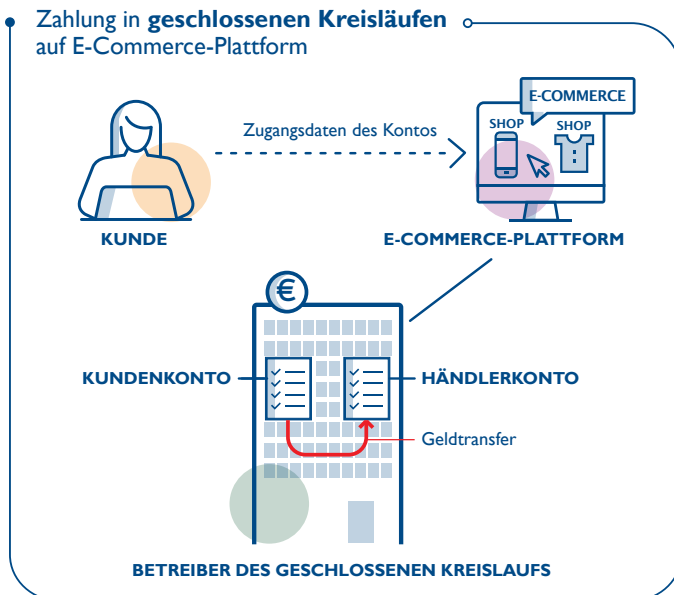 Zahlung in geschlossenen Kreisläufen
auf E-Commerce-Plattform
E-COMMERCE
SHOP
SHOP
Zugangsdaten des Kontos
KUNDE
E-COMMERCE-PLATTFORM
€
KUNDENKONTO
HÄNDLERKONTO
Geldtransfer
BETREIBER DES GESCHLOSSENEN KREISLAUFS